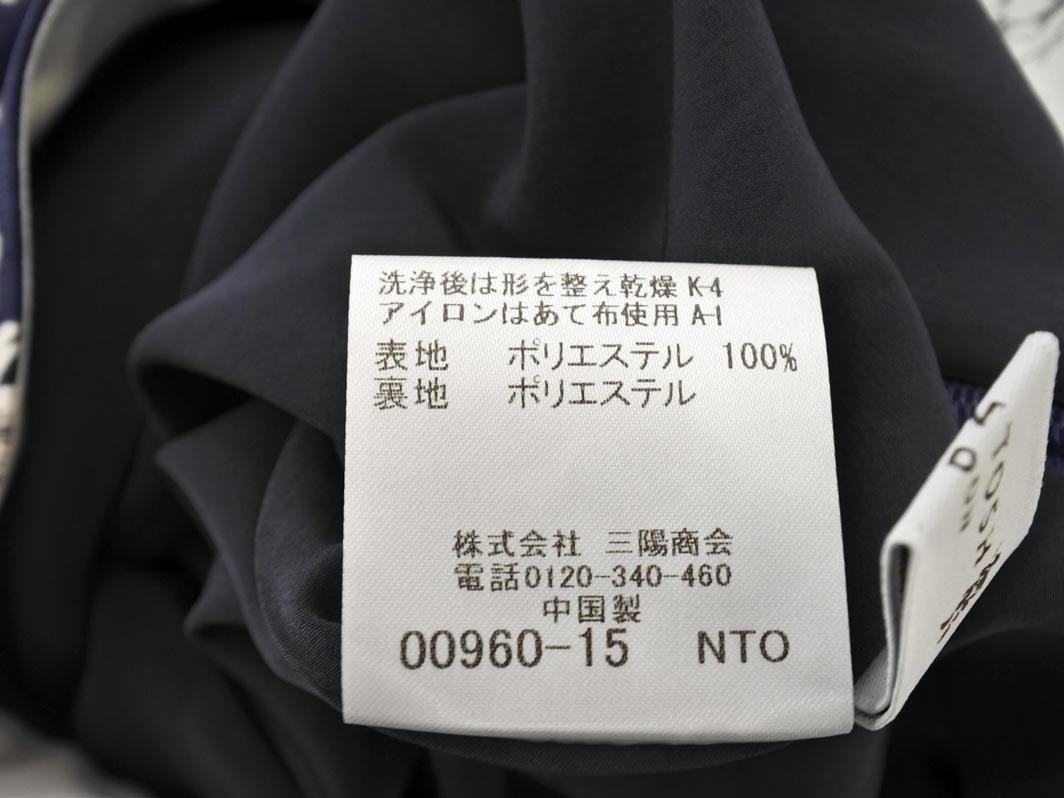 洗浄後は形を整え乾燥 K-4
アイロンはあて布使用 A-1
表地 ポリエステル 100%
裏地 ポリエステル
株式会社 三陽商会
電話0120-340-460
中国製
00960-15 NTO